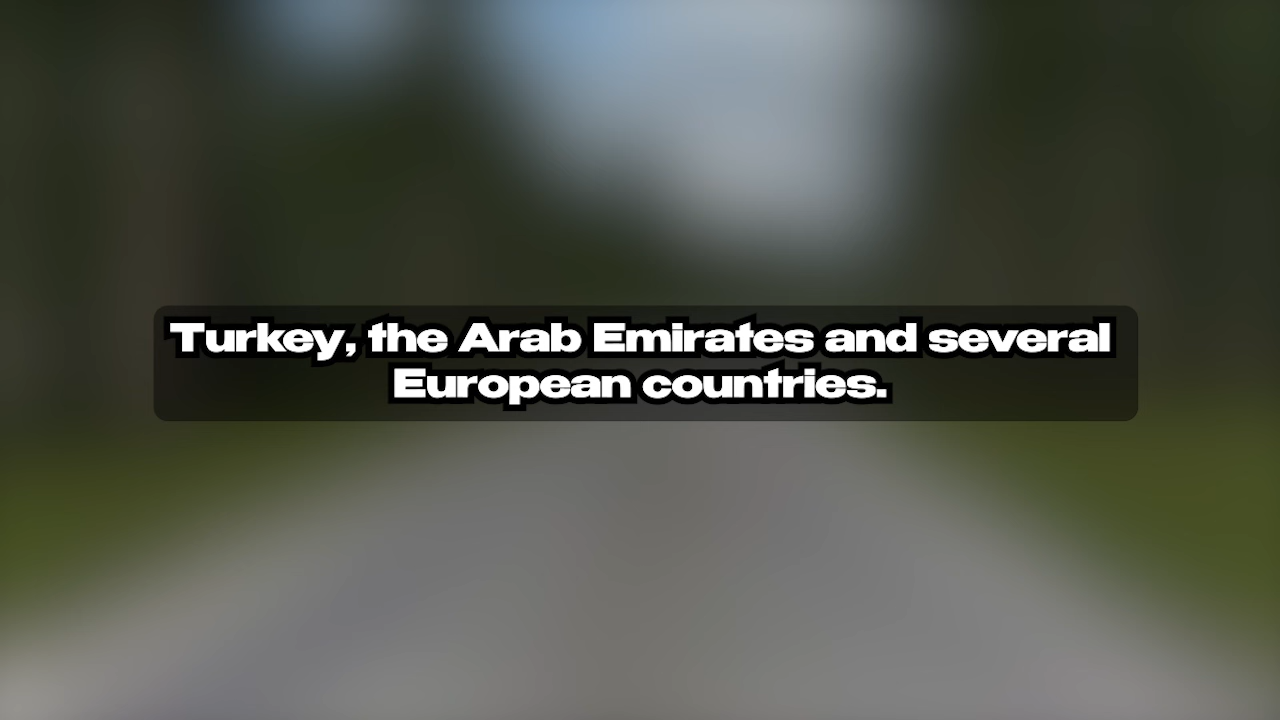 Turkey, the Arab Emirates and several
European countries.